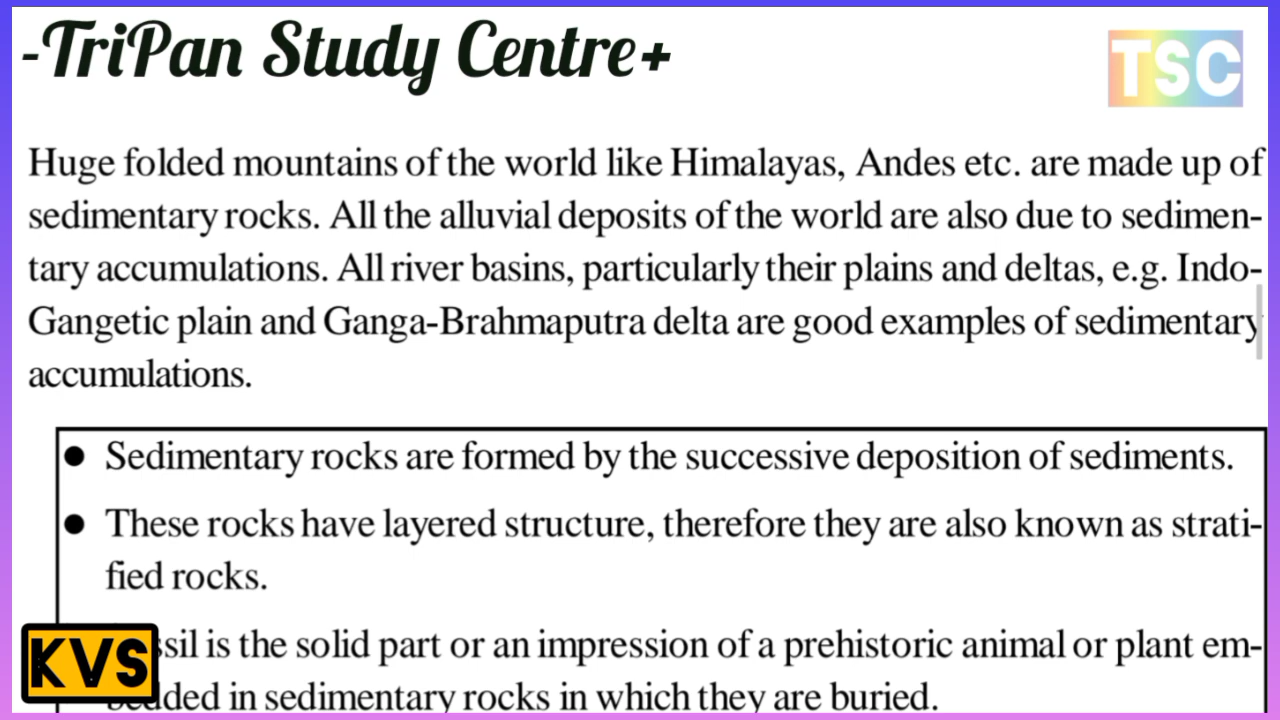 -TriPan Study Centre+
TSC
Huge folded mountains of the world like Himalayas, Andes etc. are made up of
sedimentary rocks. All the alluvial deposits of the world are also due to sedimen-
tary accumulations. All river basins, particularly their plains and deltas, e.g. Indo-
Gangetic plain and Ganga-Brahmaputra delta are good examples of sedimentary
accumulations.
● Sedimentary rocks are formed by the successive deposition of sediments.
● These rocks have layered structure, therefore they are also known as strati-
fied rocks.
is the solid part or an impression of a prehistoric animal or plant em-
in sedimentary rocks in which they are buried.
KVS